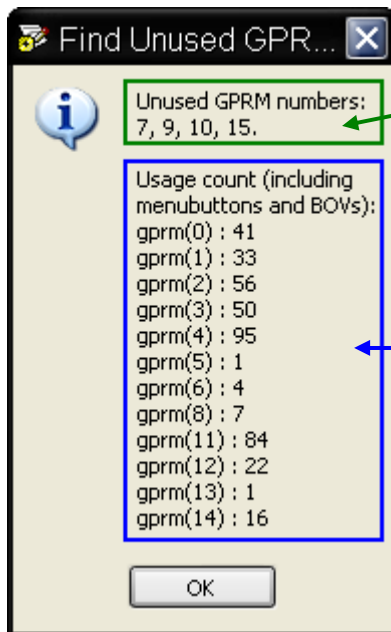 Find Unused GPR...
Unused GPRM numbers:
7, 9, 10, 15.
Usage count (including
menubuttons and BOVs):
gprm(0) : 41
gprm(1) : 33
gprm(2) : 56
gprm(3) : 50
gprm(4) : 95
gprm(5) : 1
gprm(6) : 4
gprm(8) : 7
gprm(11) : 84
gprm(12) : 22
gprm(13) : 1
gprm(14) : 16
OK